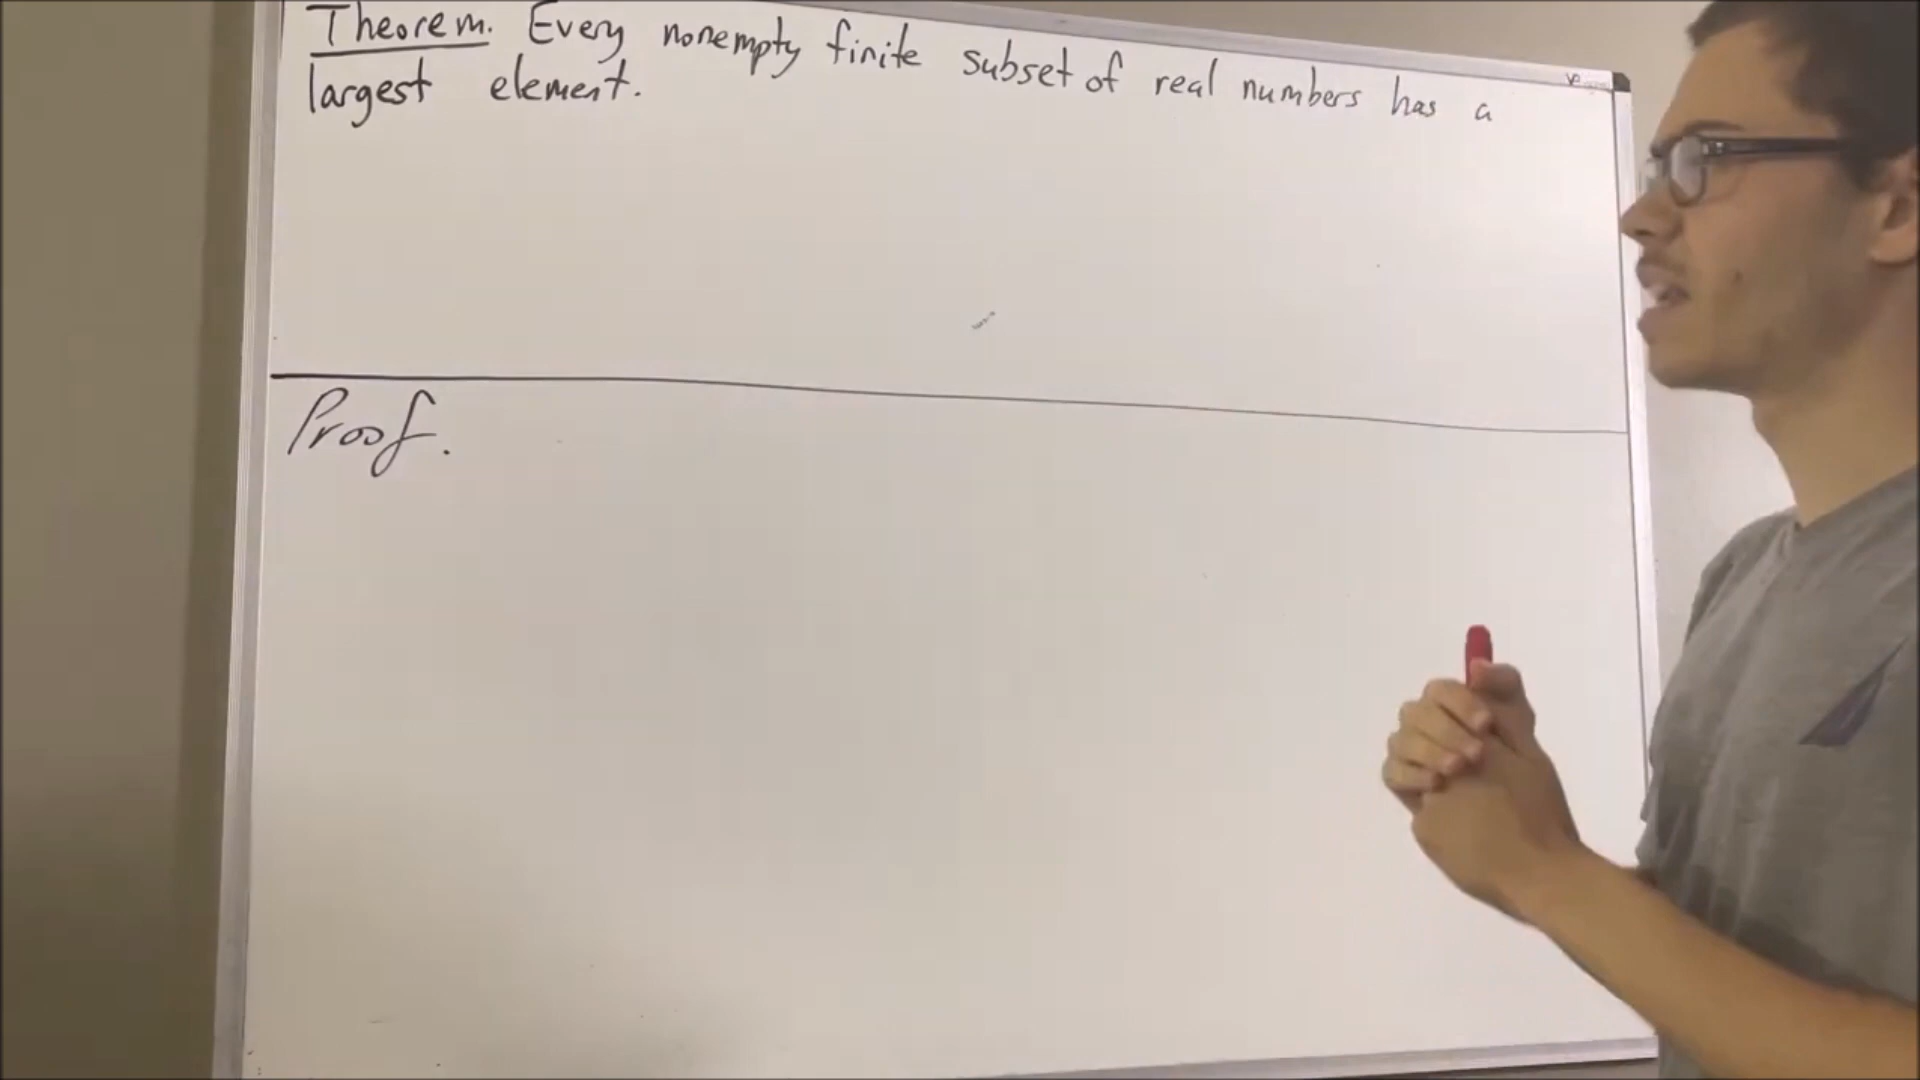 Theorem. Every nonempty finite subset of real numbers has a
largest element.
Proof.